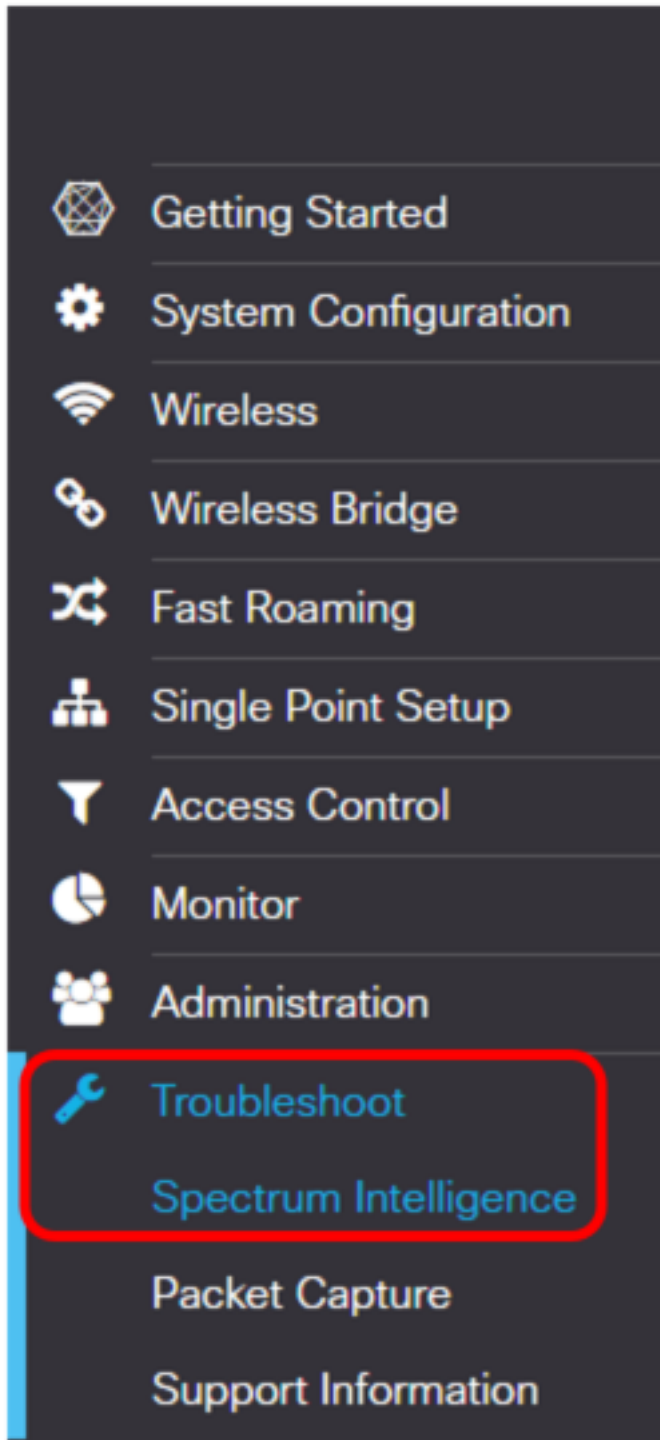 Getting Started
System Configuration
Wireless
Wireless Bridge
Fast Roaming
Single Point Setup
Access Control
Monitor
Administration
Troubleshoot
Spectrum Intelligence
Packet Capture
Support Information